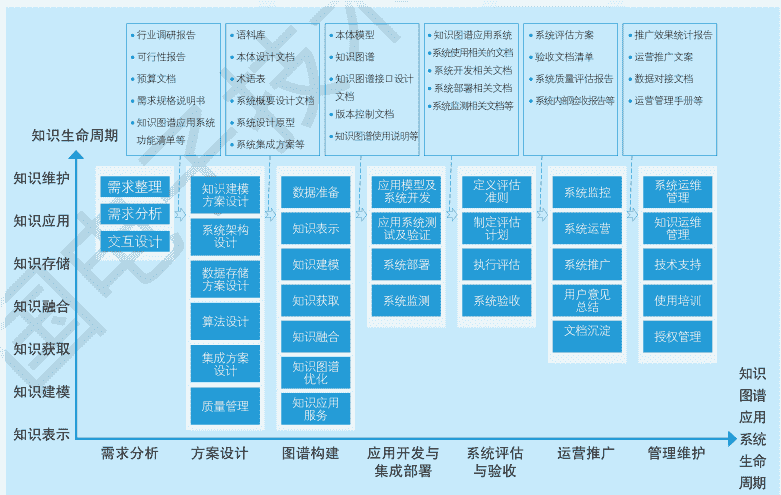 • 行业调研报告
• 可行性报告
• 预算文档
• 需求规格说明书
• 知识图谱应用系统
功能清单等
• 语料库
• 本体设计文档
• 术语表
• 系统概要设计文档
• 系统设计原型
• 系统集成方案等
• 本体模型
• 知识图谱
• 知识图谱接口设计
文档
• 版本控制文档
• 知识图谱使用说明等
• 知识图谱应用系统
• 系统使用相关的文档
• 系统开发相关文档
• 系统部署相关文档
• 系统监测相关文档等
• 系统评估方案
• 验收文档清单
• 系统质量评估报告
• 系统内部验收报告等
• 推广效果统计报告
• 运营推广文案
• 数据对接文档
• 运营管理手册等
知识生命周期
知识维护
知识应用
知识存储
知识融合
知识获取
知识建模
知识表示
需求整理
需求分析
交互设计
知识建模
方案设计
系统架构
设计
数据存储
方案设计
算法设计
集成方案
设计
质量管理
数据准备
知识表示
知识建模
知识获取
知识融合
知识图谱
优化
知识应用
服务
应用模型及
系统开发
应用系统测
试及验证
系统部署
系统监测
定义评估
准则
制定评估
计划
执行评估
系统验收
系统监控
系统运营
系统推广
用户意见
总结
文档沉淀
系统运维
管理
知识运维
管理
技术支持
使用培训
授权管理
需求分析
方案设计
图谱构建
应用开发与
集成部署
系统评估
与验收
运营推广
管理维护
知识
图谱
应用
系统
生命
周期
国电子技术